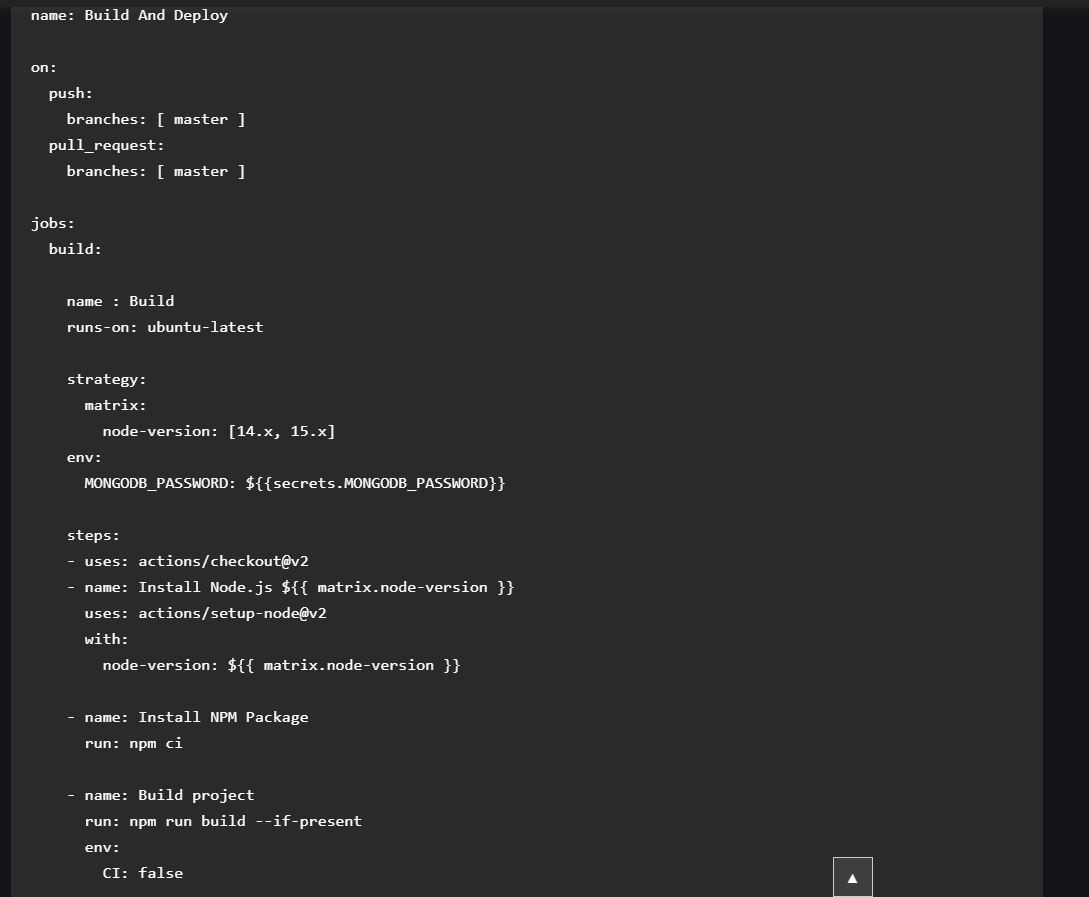 name: Build And Deploy
on:
push:
branches: [ master ]
pull_request:
branches: [ master ]
jobs:
build:
name : Build
runs-on: ubuntu-latest
strategy:
matrix:
node-version: [14.x, 15.x]
env:
MONGODB_PASSWORD: ${{secrets.MONGODB_PASSWORD}}
steps:
- uses: actions/checkout@v2
- name: Install Node.js ${{ matrix.node-version }}
uses: actions/setup-node@v2
with:
node-version: ${{ matrix.node-version }}
- name: Install NPM Package
run: npm ci
- name: Build project
run: npm run build --if-present
env:
CI: false